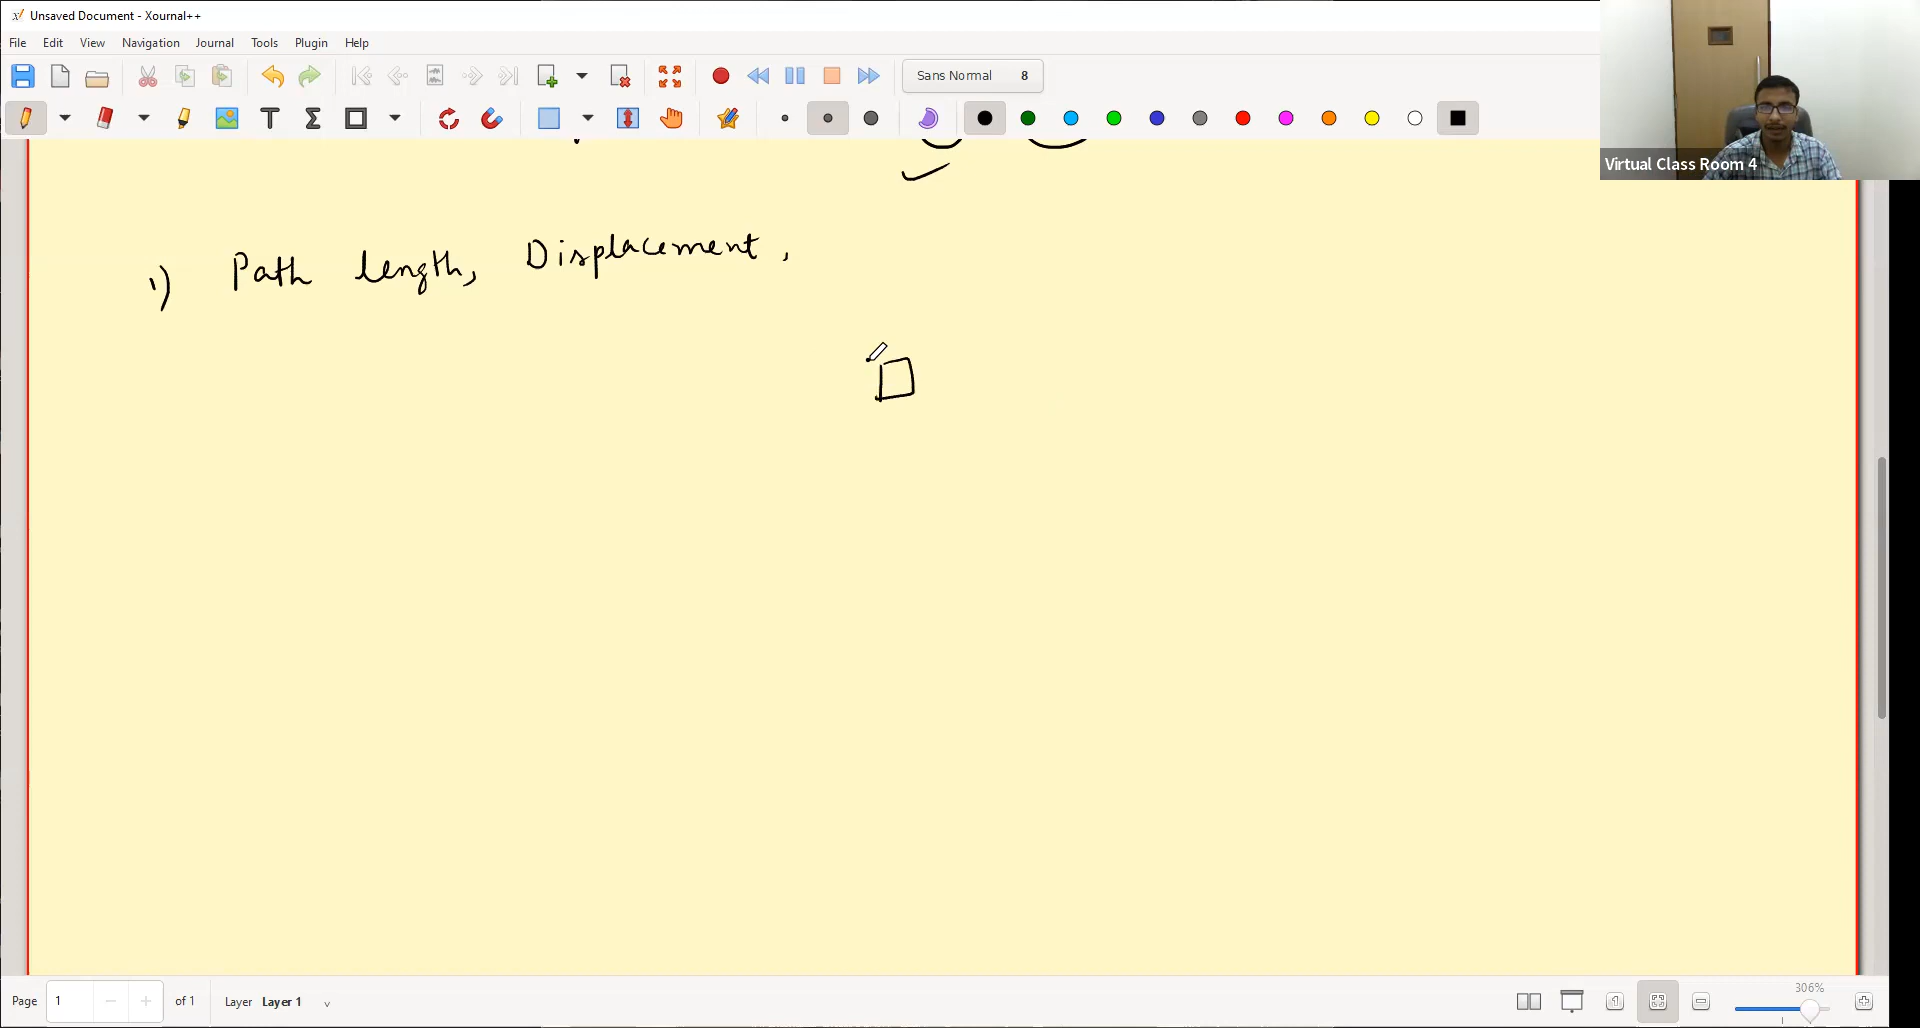 Unsaved Document - Xournal++
File Edit View Navigation Journal Tools Plugin Help
Sans Normal 8
Virtual Class Room 4
1) Path length, Displacement,
306%
Page 1 of 1 Layer Layer 1